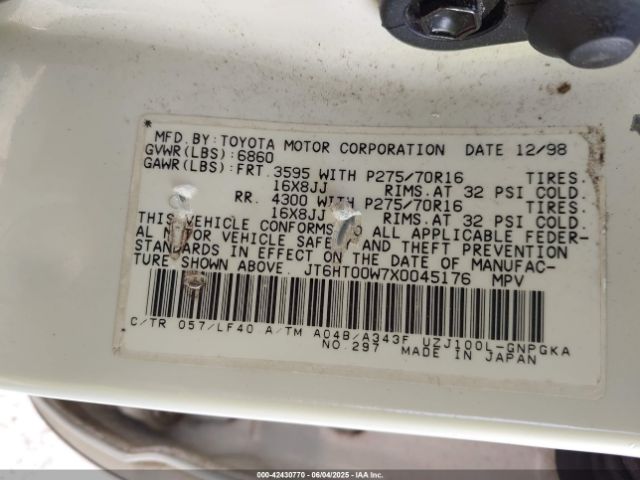 * MFD.BY:TOYOTA MOTOR CORPORATION DATE 12/98
GVWR(LBS):6860
GAWR(LBS):FRT.3595 WITH P275/70R16 TIRES.
16X8JJ RIMS.AT 32 PSI COLD.
RR. 4300 WITH P275/70R16 TIRES.
16X8JJ RIMS.AT 32 PSI COLD.
THIS VEHICLE CONFORMS TO ALL APPLICABLE FEDER-
AL MOTOR VEHICLE SAFETY AND THEFT PREVENTION
STANDARDS IN EFFECT ON THE DATE OF MANUFAC-
TURE SHOWN ABOVE. JT6HT00W7X0045176 MPV
C/TR 057/LF40 A/TM A04B/A343F UZJ100L-GNPGKA
NO.297 MADE IN JAPAN
000-42430770 - 06/04/2025 - IAAI.COM